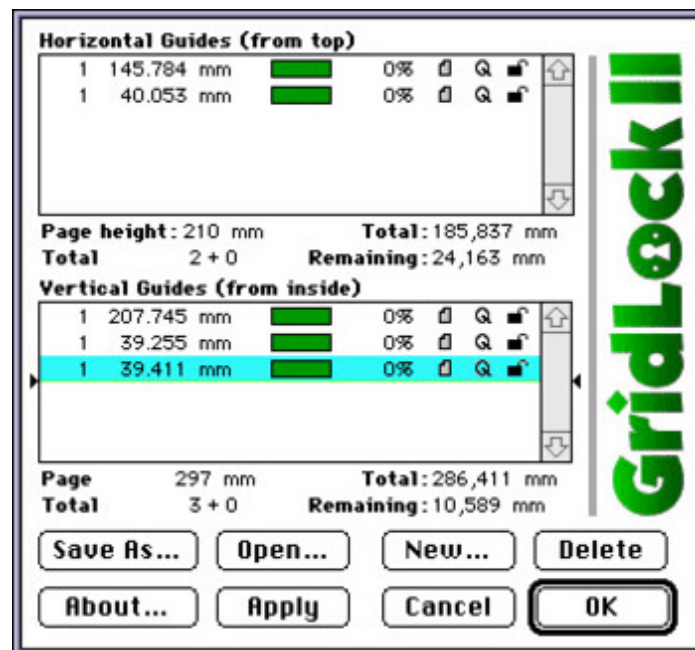 Horizontal Guides (from top)
1 145.784 mm 0% Q
1 40.053 mm 0% Q
Page height: 210 mm Total: 185,837 mm
Total 2 + 0 Remaining: 24,163 mm
Vertical Guides (from inside)
1 207.745 mm 0% Q
1 39.255 mm 0% Q
1 39.411 mm 0% Q
Page 297 mm Total: 286,411 mm
Total 3 + 0 Remaining: 10,589 mm
Save As... Open... New... Delete
About... Apply Cancel OK
GridLock II